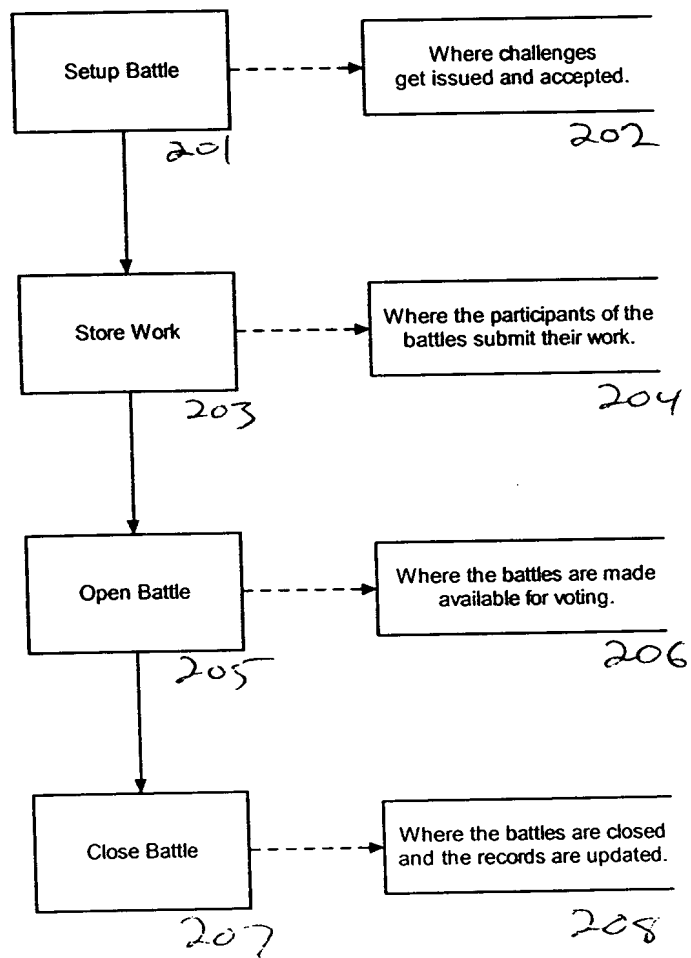 Setup Battle
Where challenges
get issued and accepted.
201
202
Store Work
Where the participants of the
battles submit their work.
203
204
Open Battle
Where the battles are made
available for voting.
205
206
Close Battle
Where the battles are closed
and the records are updated.
207
208